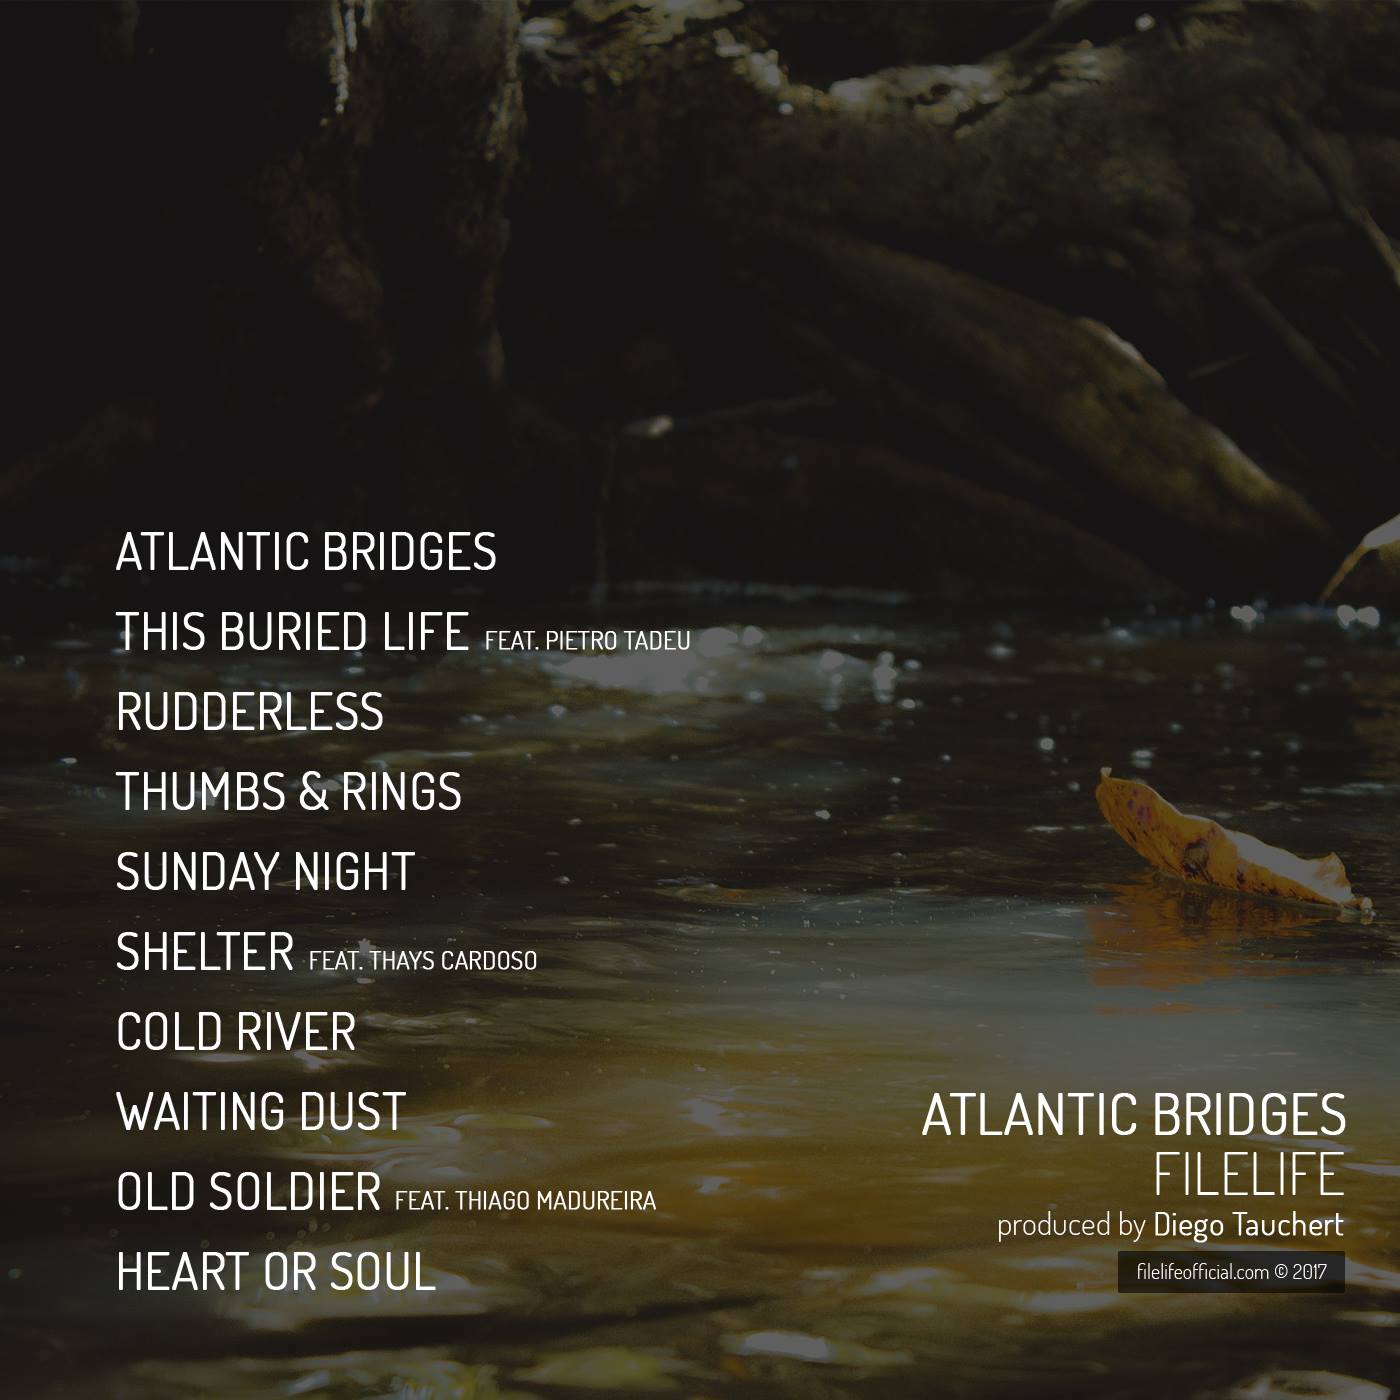 ATLANTIC BRIDGES
THIS BURIED LIFE FEAT. PIETRO TADEU
RUDDERLESS
THUMBS & RINGS
SUNDAY NIGHT
SHELTER FEAT. THAYS CARDOSO
COLD RIVER
WAITING DUST
OLD SOLDIER FEAT. THIAGO MADUREIRA
HEART OR SOUL
ATLANTIC BRIDGES
FILELIFE
produced by Diego Tauchert
filelifeofficial.com © 2017